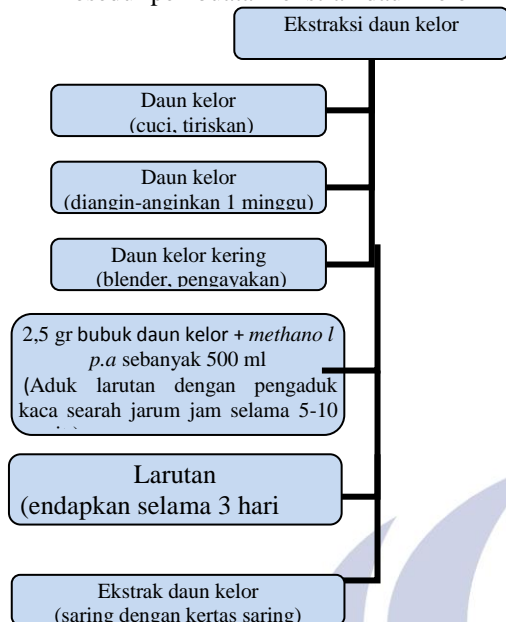 Ekstraksi daun kelor
Daun kelor
(cuci, tiriskan)
Daun kelor
(diangin-anginkan 1 minggu)
Daun kelor kering
(blender, pengayakan)
2,5 gr bubuk daun kelor + methano l
p.a sebanyak 500 ml
(Aduk larutan dengan pengaduk
kaca searah jarum jam selama 5-10
Larutan
(endapkan selama 3 hari
Ekstrak daun kelor
(saring dengan kertas saring)